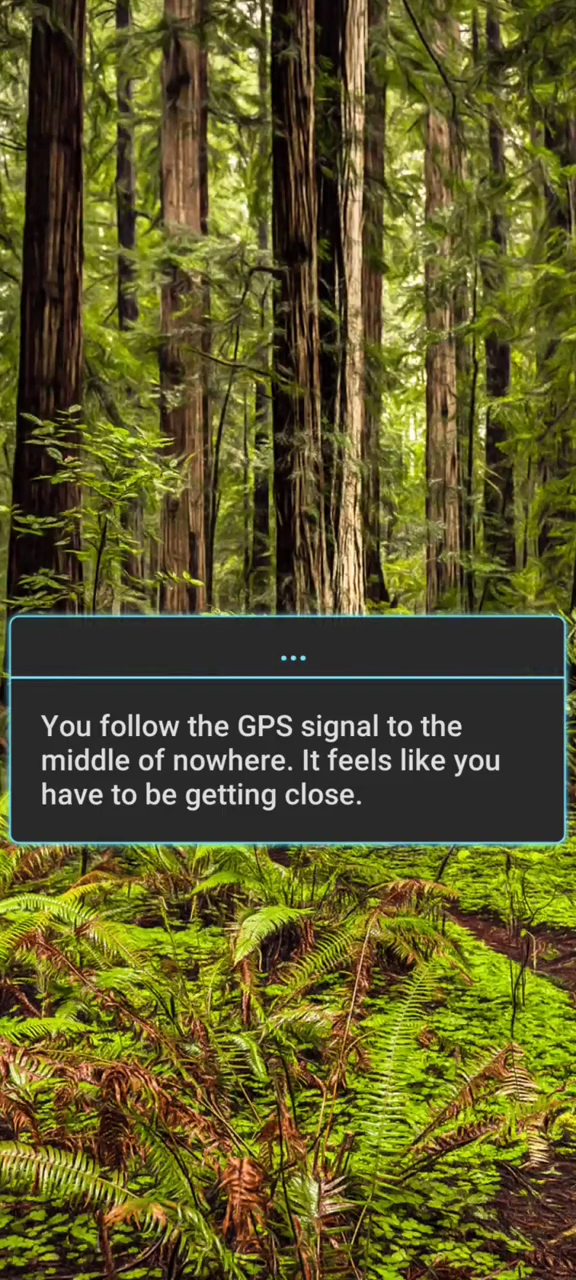 ...
You follow the GPS signal to the
middle of nowhere. It feels like you
have to be getting close.